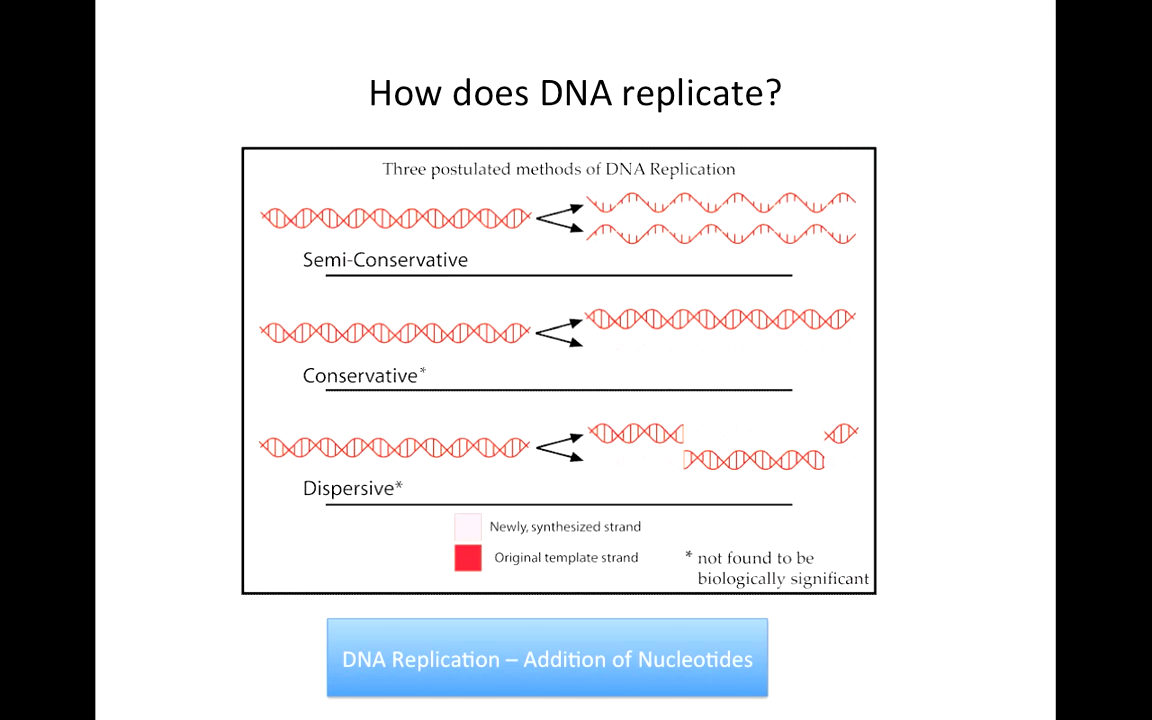 How does DNA replicate?
Three postulated methods of DNA Replication
Semi-Conservative
Conservative*
Dispersive*
Newly, synthesized strand
Original template strand
* not found to be
biologically significant
DNA Replication – Addition of Nucleotides